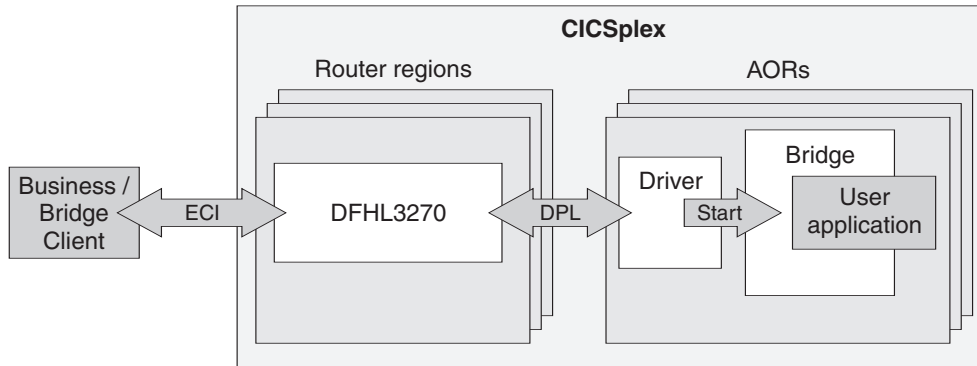 CICSplex
Router regions
AORs
Business /
Bridge
Client
ECI
DFHL3270
DPL
Driver
Start
Bridge
User
application